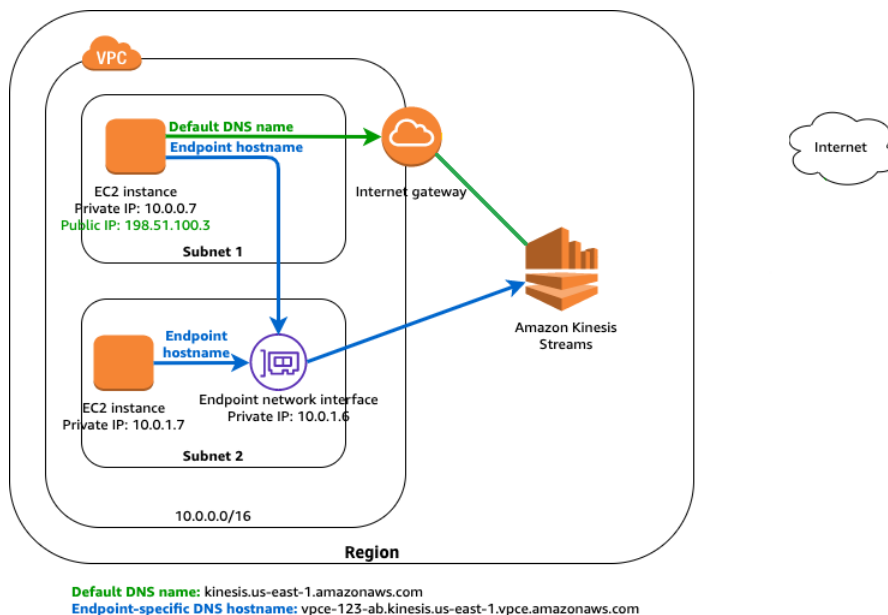 VPC
Default DNS name
Endpoint hostname
EC2 instance
Private IP: 10.0.0.7
Public IP: 198.51.100.3
Subnet 1
Internet gateway
Internet
Amazon Kinesis
Streams
Endpoint
hostname
EC2 instance
Private IP: 10.0.1.7
Endpoint network interface
Private IP: 10.0.1.6
Subnet 2
10.0.0.0/16
Region
Default DNS name: kinesis.us-east-1.amazonaws.com
Endpoint-specific DNS hostname: vpce-123-ab.kinesis.us-east-1.vpce.amazonaws.com